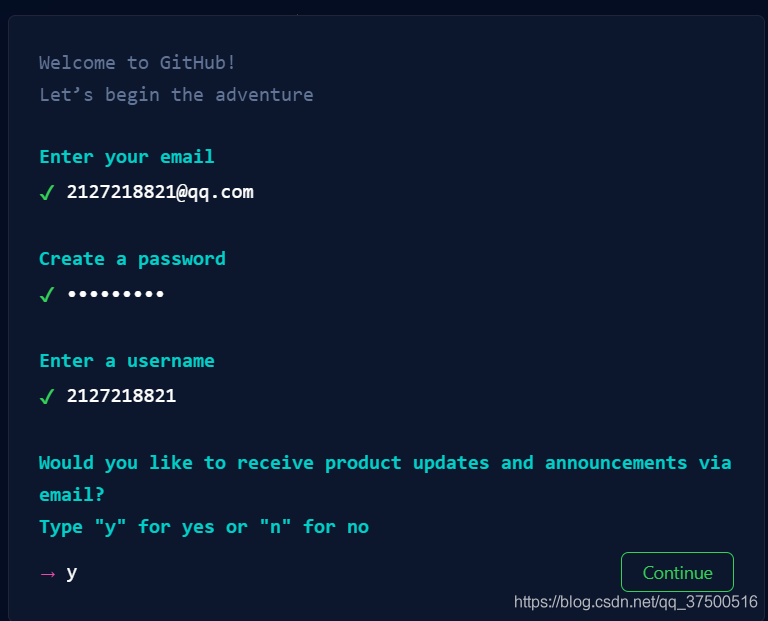 Welcome to GitHub!
Let’s begin the adventure
Enter your email
✓ 2127218821@qq.com
Create a password
✓ •••••••••
Enter a username
✓ 2127218821
Would you like to receive product updates and announcements via
email?
Type "y" for yes or "n" for no
→ y
Continue
https://blog.csdn.net/qq_37500516